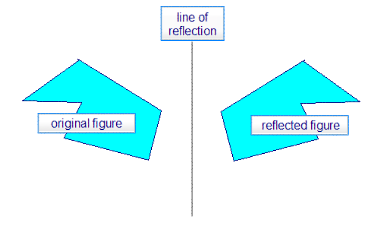 line of
reflection
original figure
reflected figure